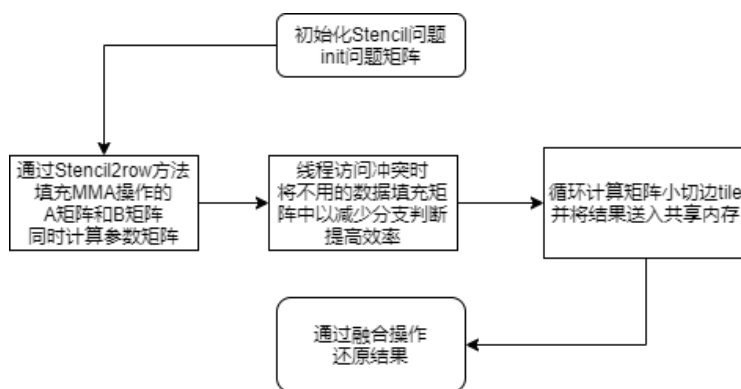 初始化Stencil问题
init问题矩阵
通过Stencil2row方法
填充MMA操作的
A矩阵和B矩阵
同时计算参数矩阵
线程访问冲突时
将不用的数据填充矩
阵中以减少分支判断
提高效率
循环计算矩阵小切边tile
并将结果送入共享内存
通过融合操作
还原结果